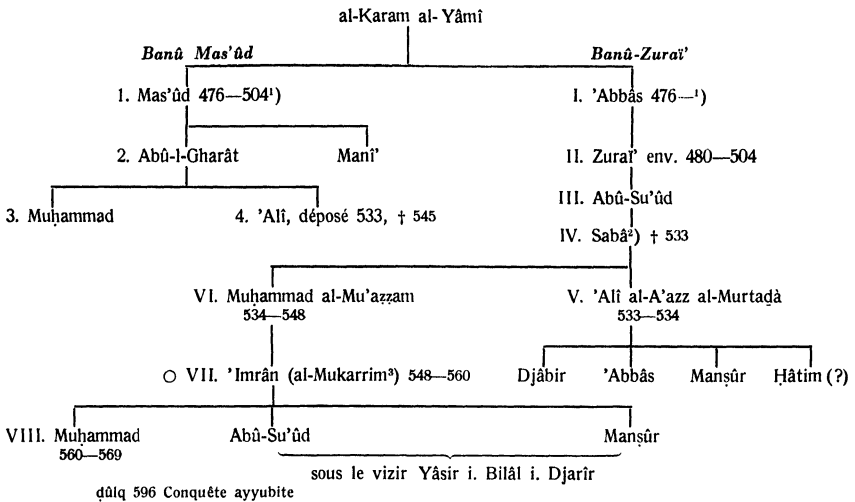 al-Karam al-Yâmî
Banû Mas'ûd Banû-Zuraï'
1. Mas'ûd 476—504¹) I. 'Abbâs 476—¹)
2. Abû-l-Gharât Manî' II. Zuraï' env. 480—504
III. Abû-Su'ûd
3. Muḥammad 4. 'Alî, déposé 533, † 545
IV. Sabâ²) † 533
VI. Muḥammad al-Mu'aẓẓam V. 'Alî al-A'azz al-Murtaḍà
534—548 533—534
○ VII. 'Imrân (al-Mukarrim³) 548—560 Djâbir 'Abbâs Manṣûr Ḥâtim (?)
VIII. Muḥammad Abû-Su'ûd Manṣûr
560—569
sous le vizir Yâsir i. Bilâl i. Djarîr
ḍûlq 596 Conquête ayyubite